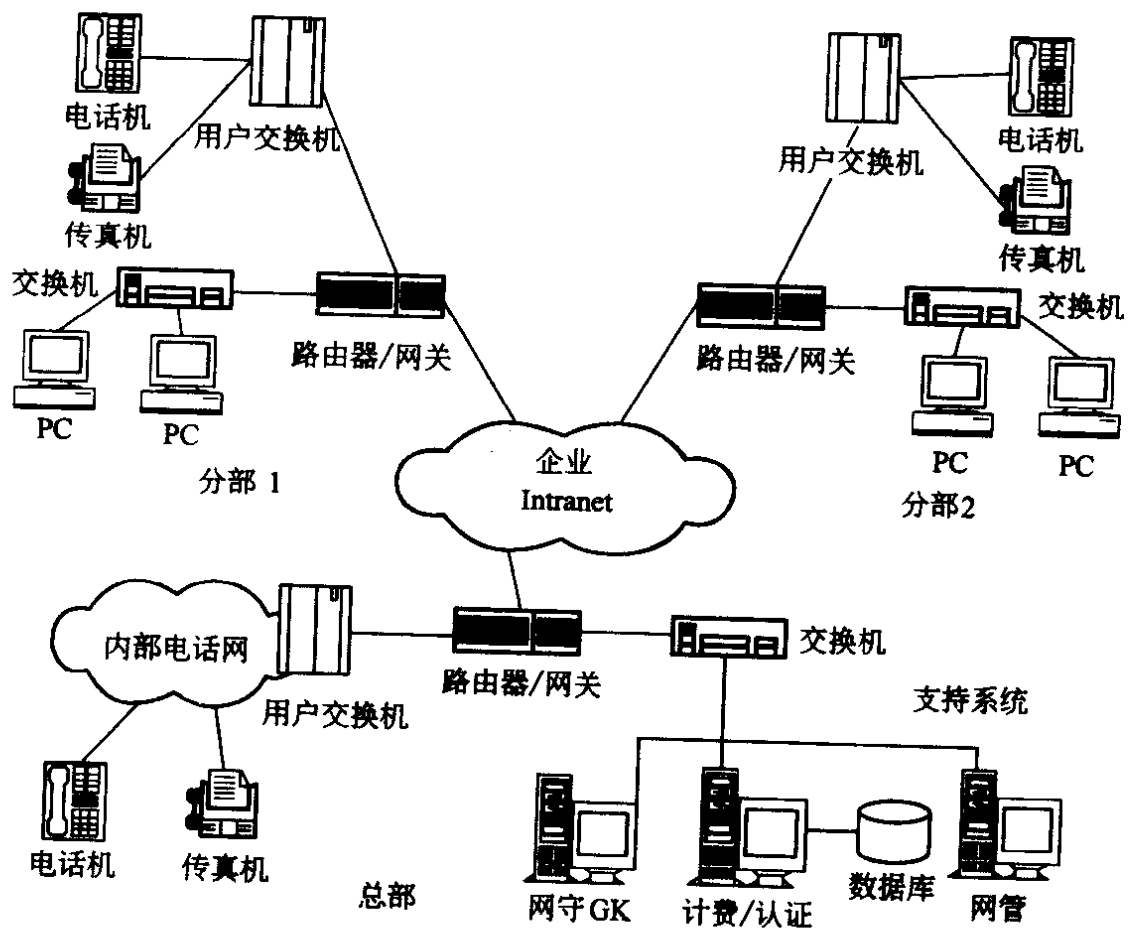 电话机
用户交换机
传真机
交换机
路由器/网关
PC
PC
分部 1
用户交换机
电话机
传真机
交换机
路由器/网关
PC
PC
分部2
企业
Intranet
内部电话网
用户交换机
路由器/网关
交换机
支持系统
电话机
传真机
总部
网守GK
计费/认证
数据库
网管